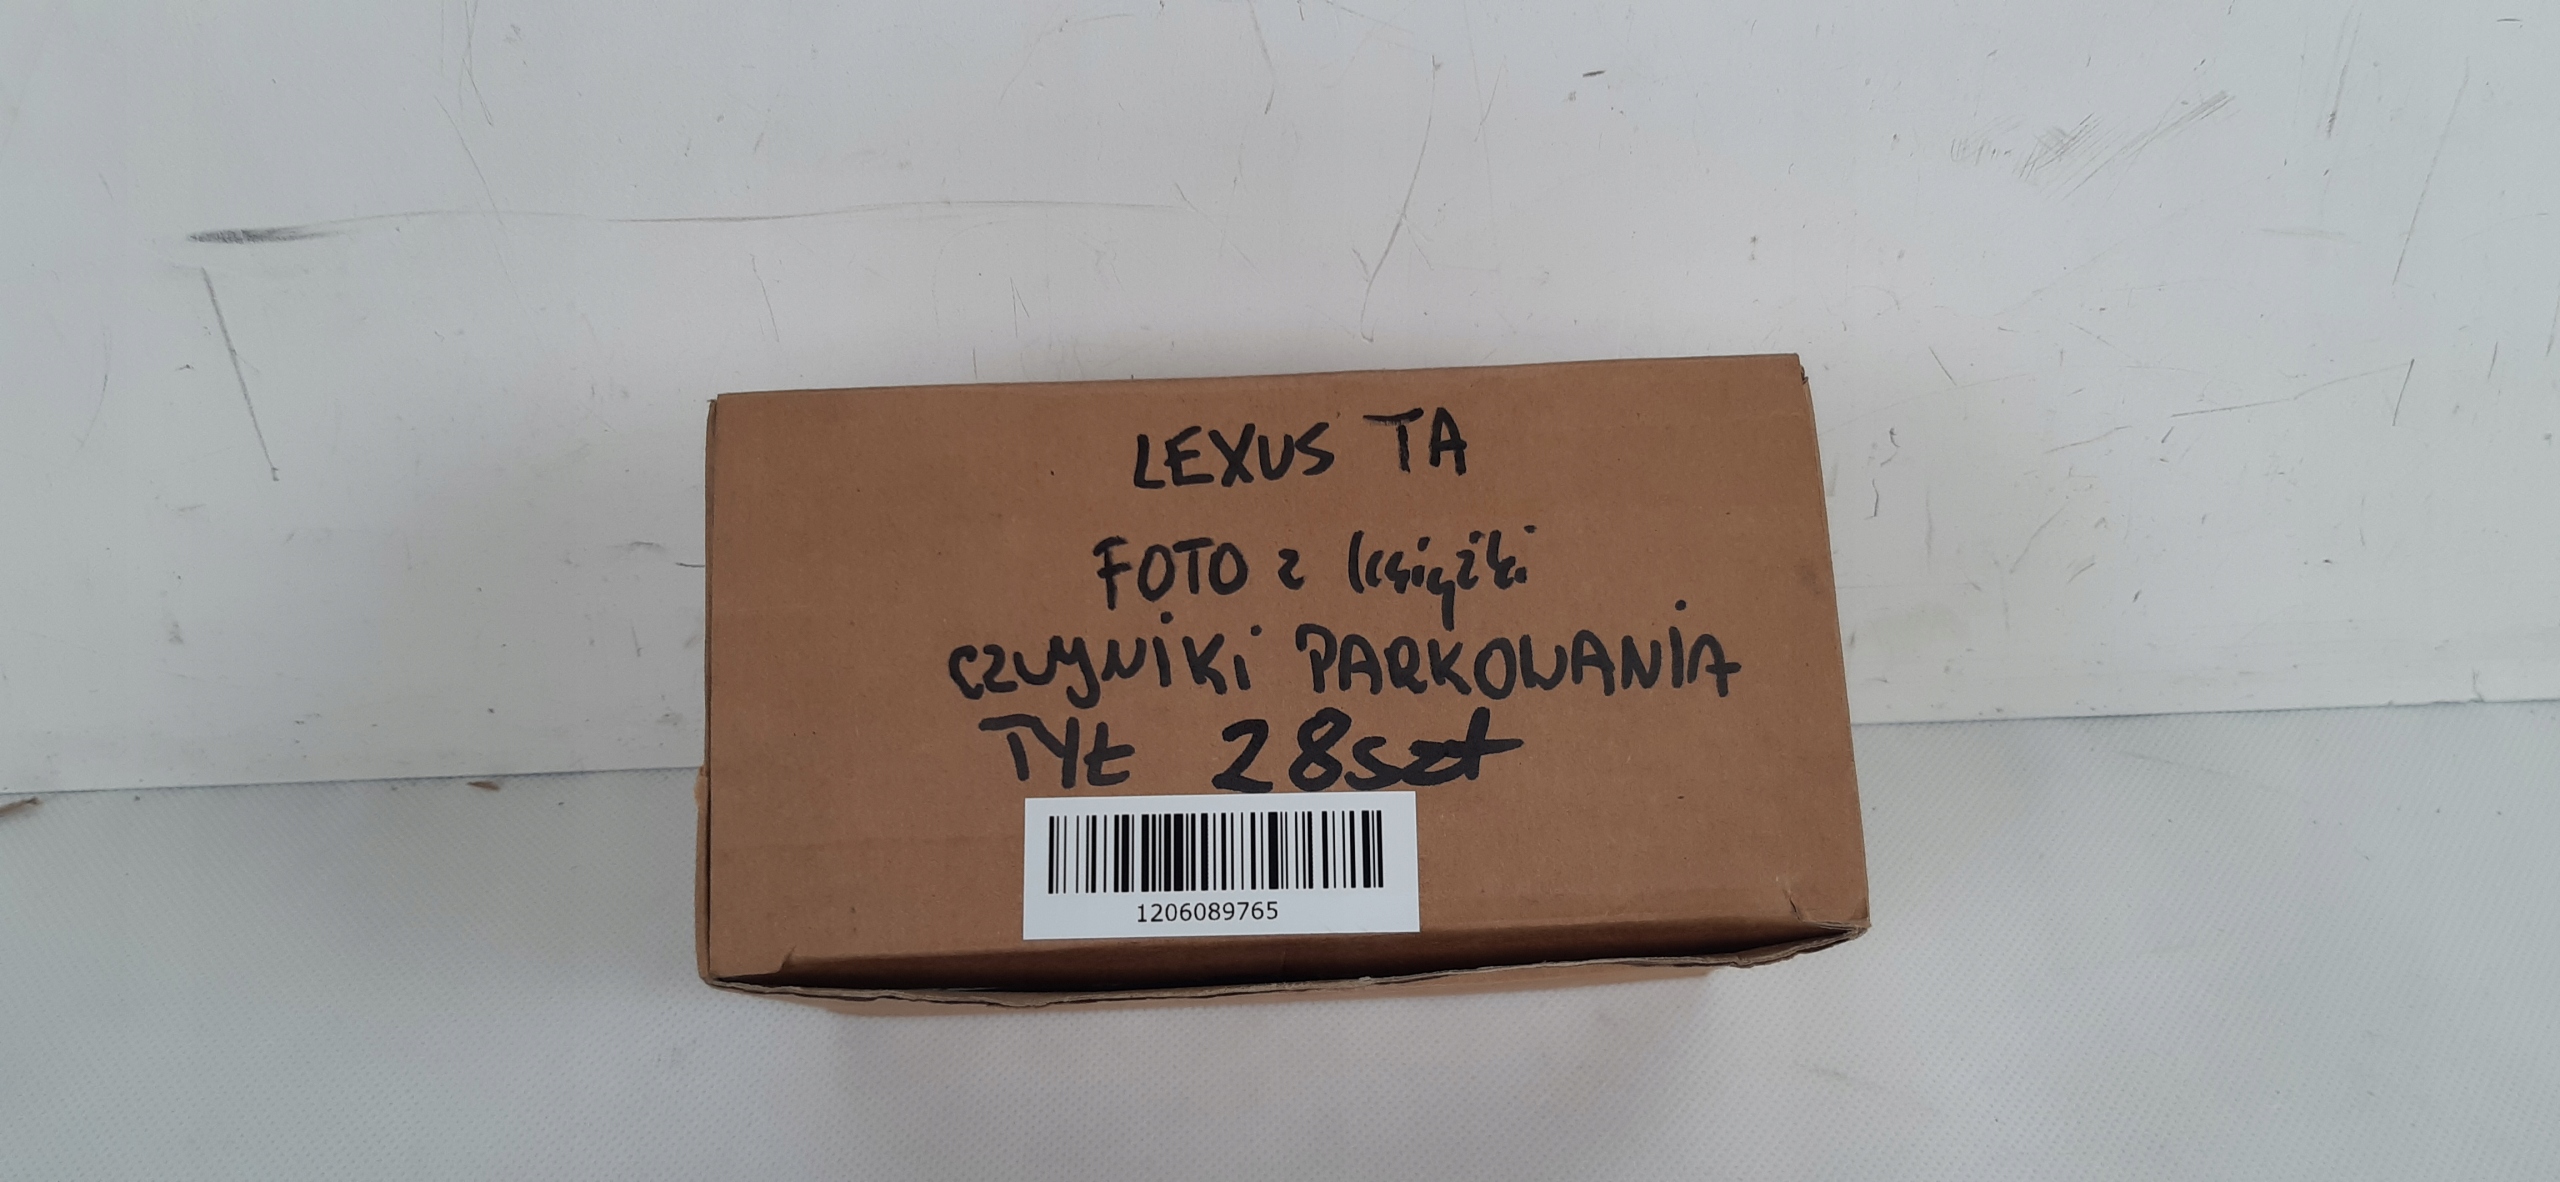 LEXUS TA
FOTO z książki
CZUJNIKI PARKOWANIA
TYŁ 28szt
1206089765